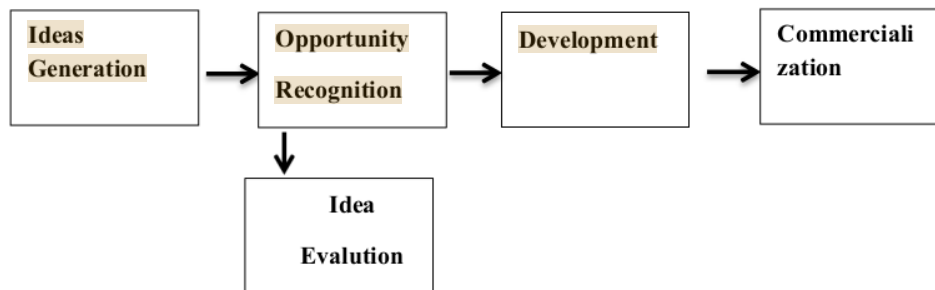 Ideas
Generation
Opportunity
Recognition
Development
Commerciali
zation
Idea
Evalution